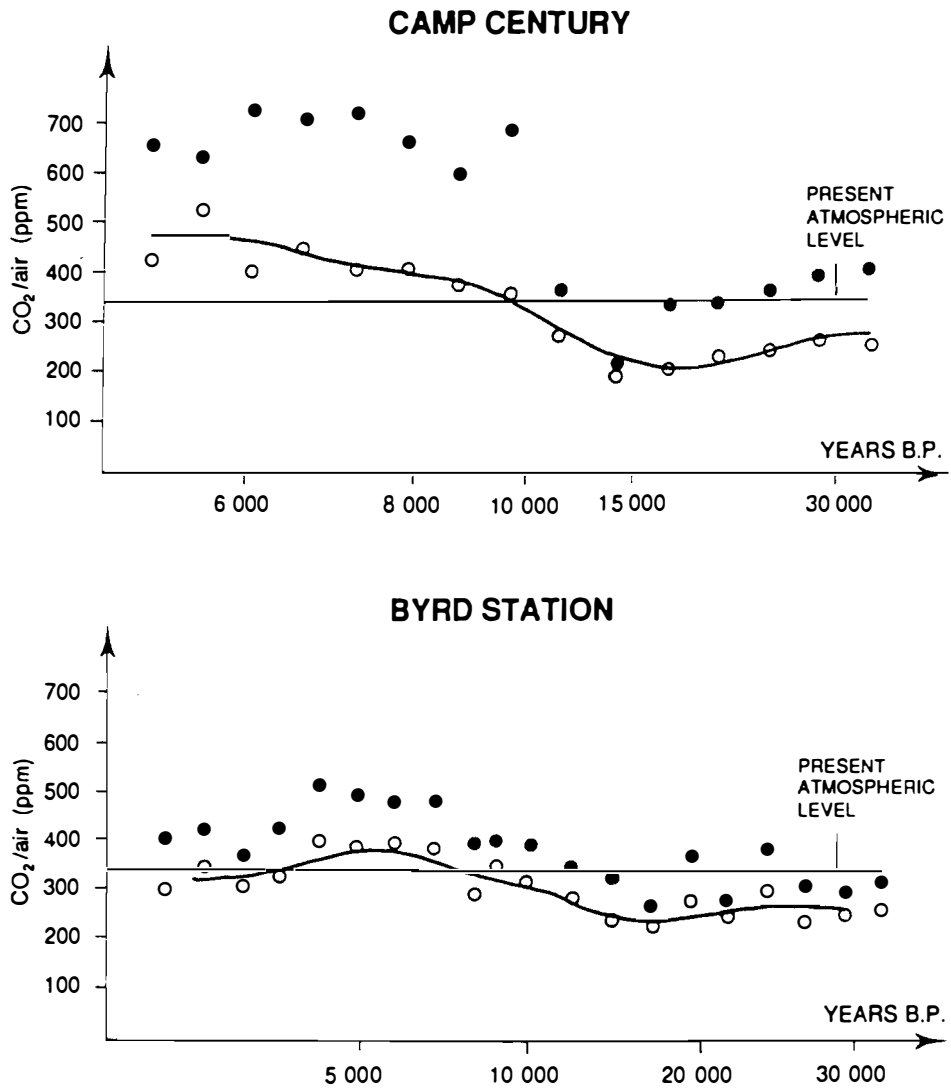 CAMP CENTURY
CO₂/air (ppm)
700
600
500
400
300
200
100
PRESENT
ATMOSPHERIC
LEVEL
YEARS B.P.
6 000
8 000
10 000
15 000
30 000
BYRD STATION
CO₂/air (ppm)
700
600
500
400
300
200
100
PRESENT
ATMOSPHERIC
LEVEL
YEARS B.P.
5 000
10 000
20 000
30 000